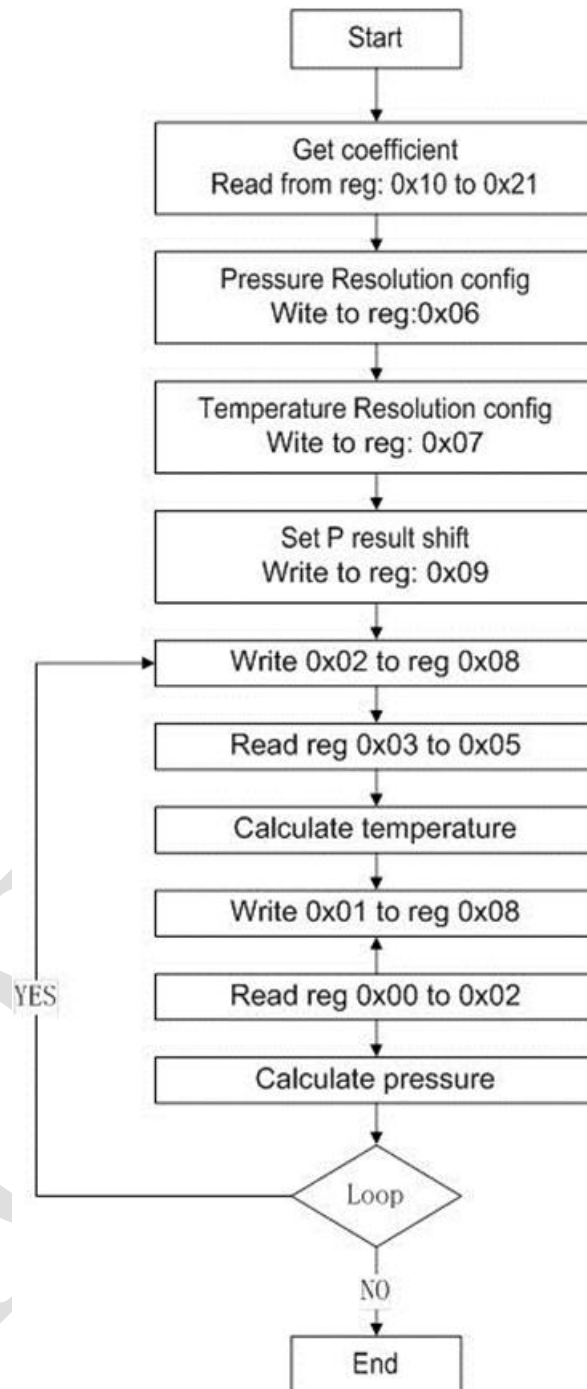 Start
Get coefficient
Read from reg: 0x10 to 0x21
Pressure Resolution config
Wite to reg:0x06
Temperature Resolution config
Wite to reg: 0x07
Set P result shift
Write to reg: 0x09
Write 0x02 to reg 0x08
Read reg 0x03 to 0x05
Calculate temperature
Write 0x01 to reg 0x08
Read reg 0x00 to 0x02
YES
Calculate pressure
Loop
NO
End